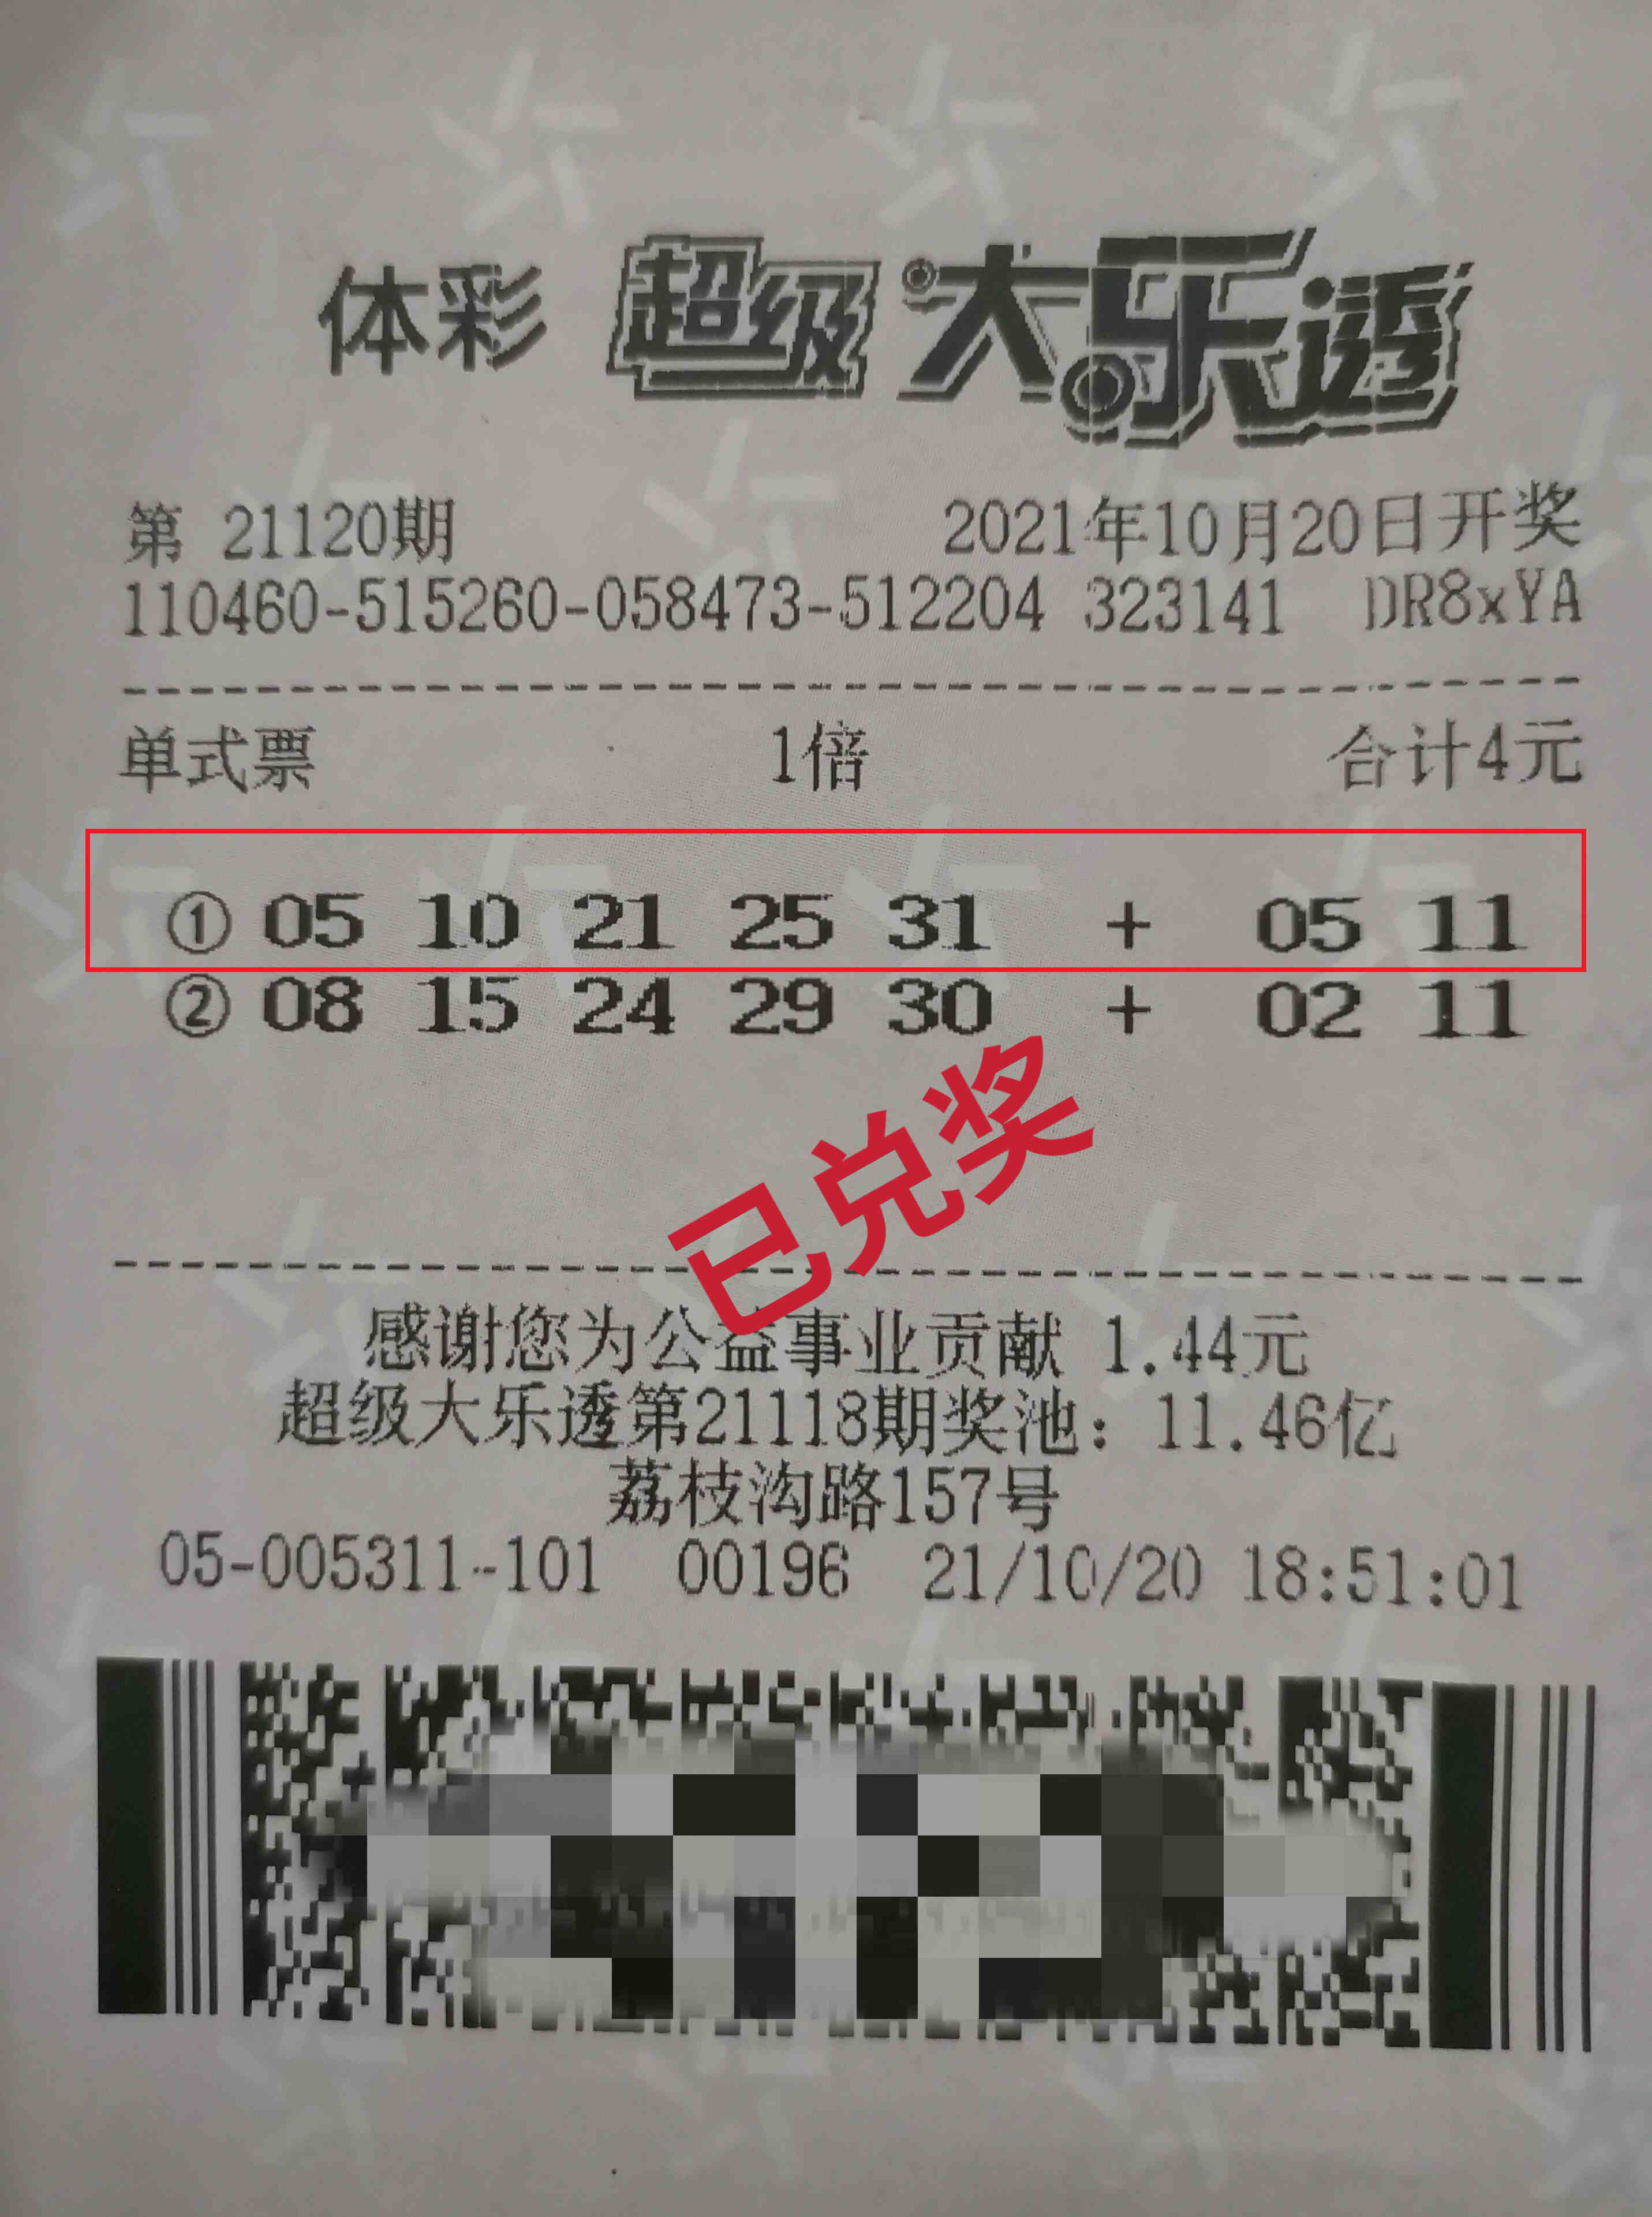 体彩 超级大乐透
第 21120期 2021年10月20日开奖
110460-515260-058473-512204 323141 DR8xYA
单式票 1倍 合计4元
① 05 10 21 25 31 + 05 11
② 08 15 24 29 30 + 02 11
已兑奖
感谢您为公益事业贡献 1.44元
超级大乐透第21118期奖池：11.46亿
荔枝沟路157号
05-005311-101 00196 21/10/20 18:51:01